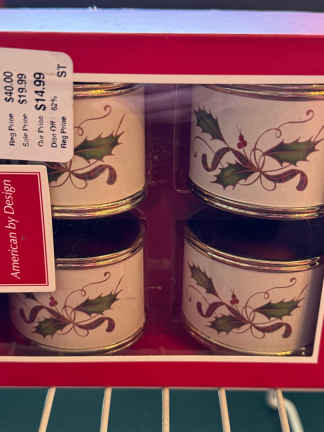 Reg Price $40.00
Sale Price $19.99
Our Price $14.99
Disc Off 62%
Reg Price ST
American by Design